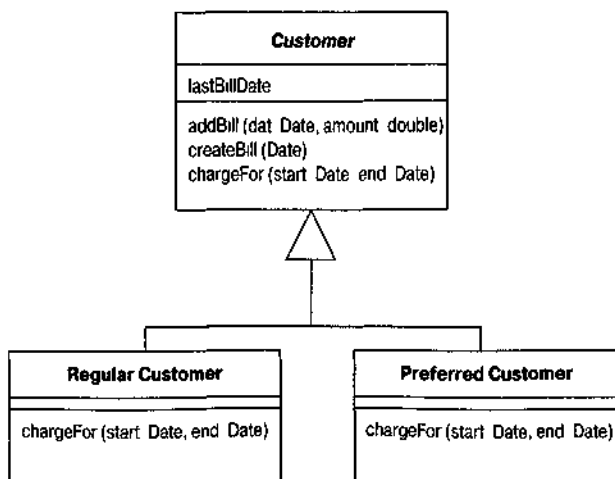 Customer
lastBillDate
addBill (dat Date, amount double)
createBill (Date)
chargeFor (start Date end Date)
Regular Customer
chargeFor (start Date, end Date)
Preferred Customer
chargeFor (start Date, end Date)